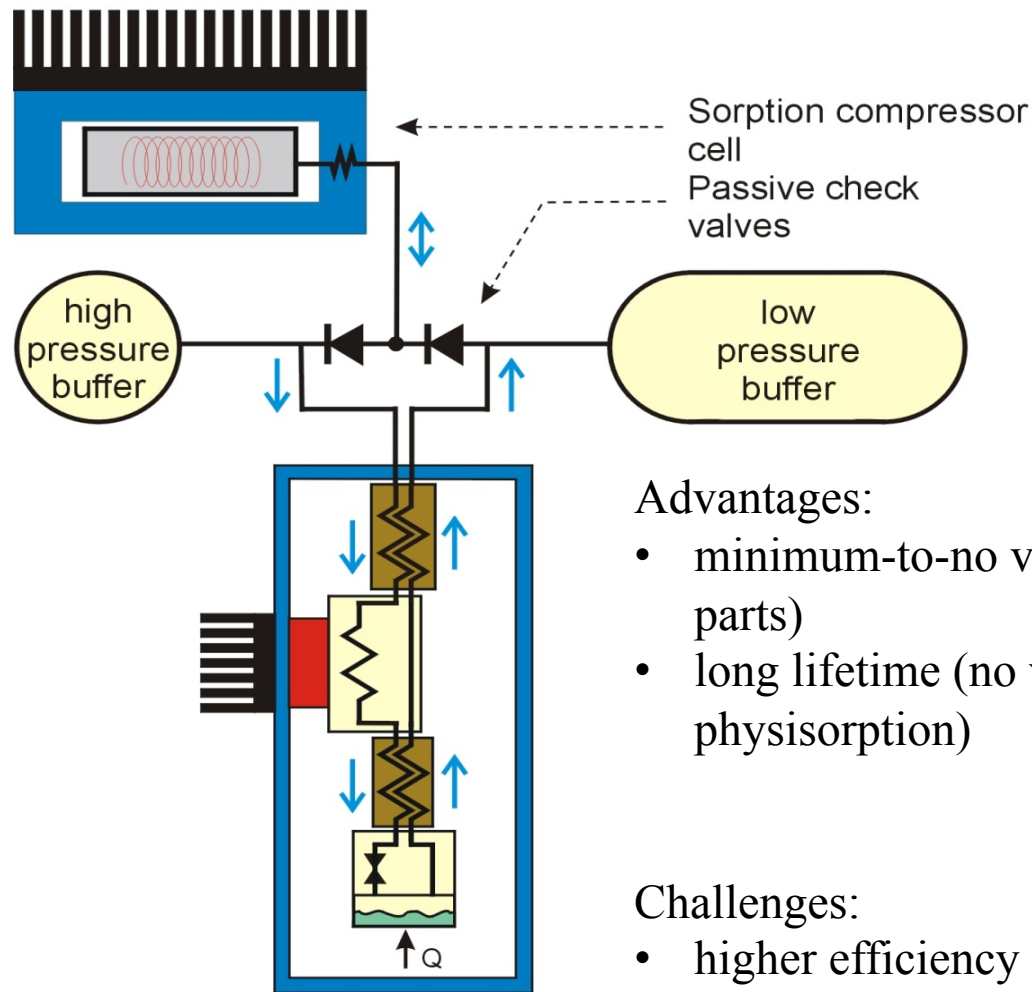 Sorption compressor
cell
Passive check
valves
high
pressure
buffer
low
pressure
buffer
Advantages:
• minimum-to-no
parts)
• long lifetime (no
physisorption)
Challenges:
• higher efficiency
Q